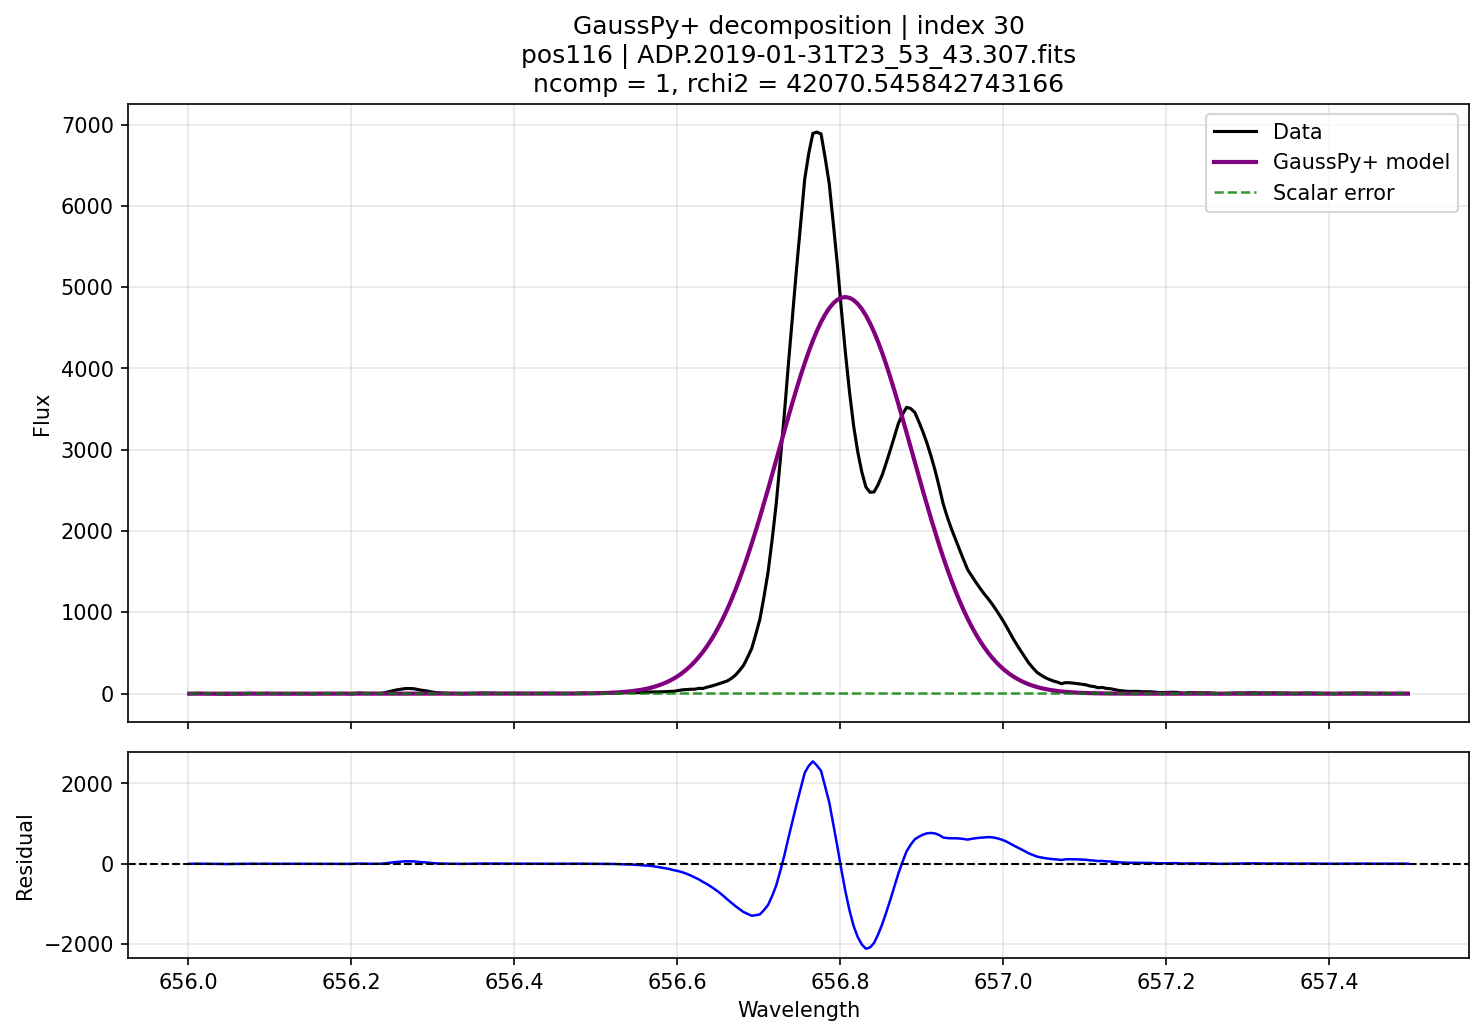 GaussPy+ decomposition | index 30
pos116 | ADP.2019-01-31T23_53_43.307.fits
ncomp = 1, rchi2 = 42070.545842743166
7000
6000
5000
4000
3000
2000
1000
0
Flux
Data
GaussPy+ model
Scalar error
2000
0
−2000
Residual
656.0
656.2
656.4
656.6
656.8
657.0
657.2
657.4
Wavelength